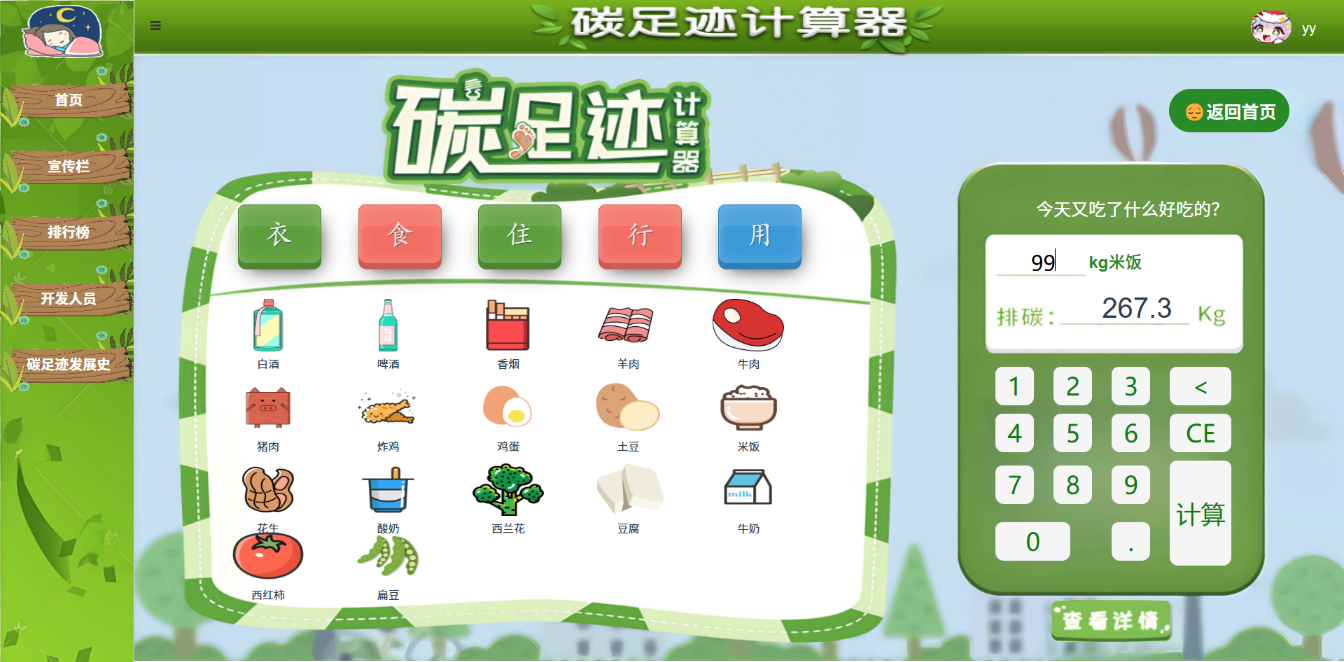 碳足迹计算器
yy
首页
宣传栏
排行榜
开发人员
碳足迹发展史
碳足迹计算器
😔返回首页
衣 食 住 行 用
白酒 啤酒 香烟 羊肉 牛肉
猪肉 炸鸡 鸡蛋 土豆 米饭
milk
花生 酸奶 西兰花 豆腐 牛奶
西红柿 扁豆
今天又吃了什么好吃的?
99 kg米饭
排碳: 267.3 Kg
1 2 3 <
4 5 6 CE
7 8 9
计算
0 .
查看详情